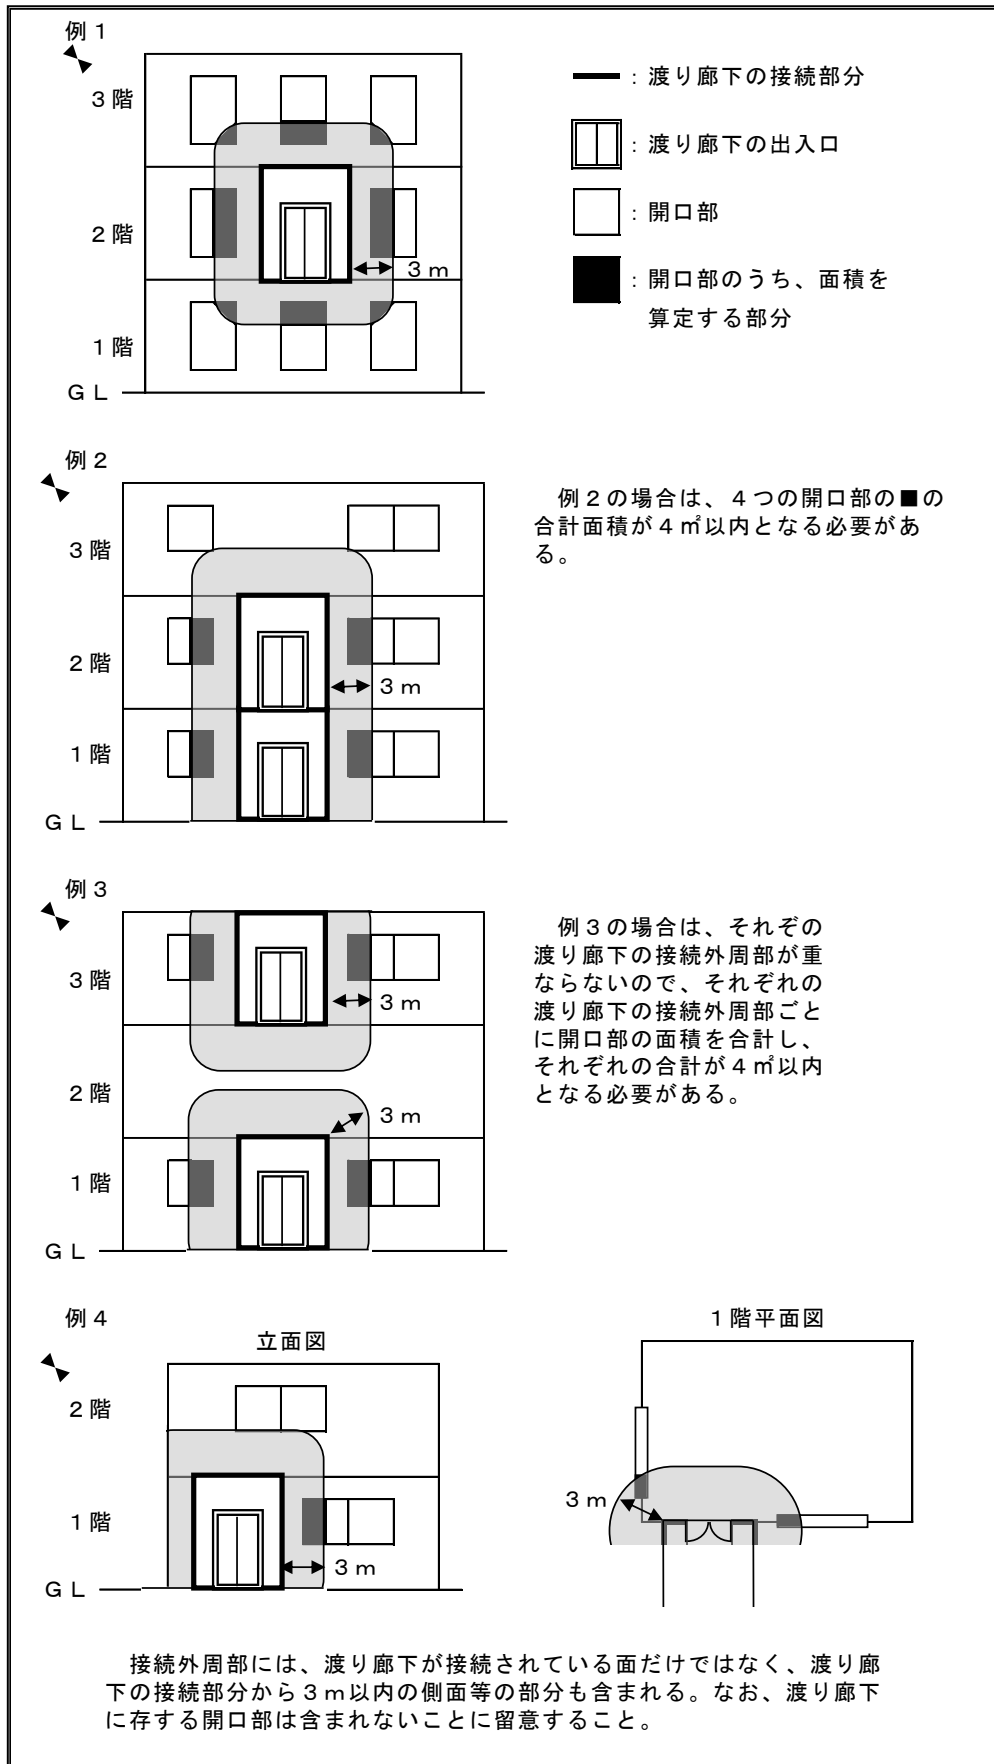 例１
３階
２階
１階
ＧＬ
３ｍ
：渡り廊下の接続部分
：渡り廊下の出入口
：開口部
：開口部のうち、面積を
算定する部分
例２
３階
２階
１階
ＧＬ
３ｍ
例２の場合は、４つの開口部の■の
合計面積が４㎡以内となる必要があ
る。
例３
３階
２階
１階
ＧＬ
３ｍ
３ｍ
例３の場合は、それぞの
渡り廊下の接続外周部が重
ならないので、それぞれの
渡り廊下の接続外周部ごと
に開口部の面積を合計し、
それぞれの合計が４㎡以内
となる必要がある。
例４
立面図
２階
１階
ＧＬ
３ｍ
１階平面図
３ｍ
接続外周部には、渡り廊下が接続されている面だけではなく、渡り廊
下の接続部分から３ｍ以内の側面等の部分も含まれる。なお、渡り廊下
に存する開口部は含まれないことに留意すること。